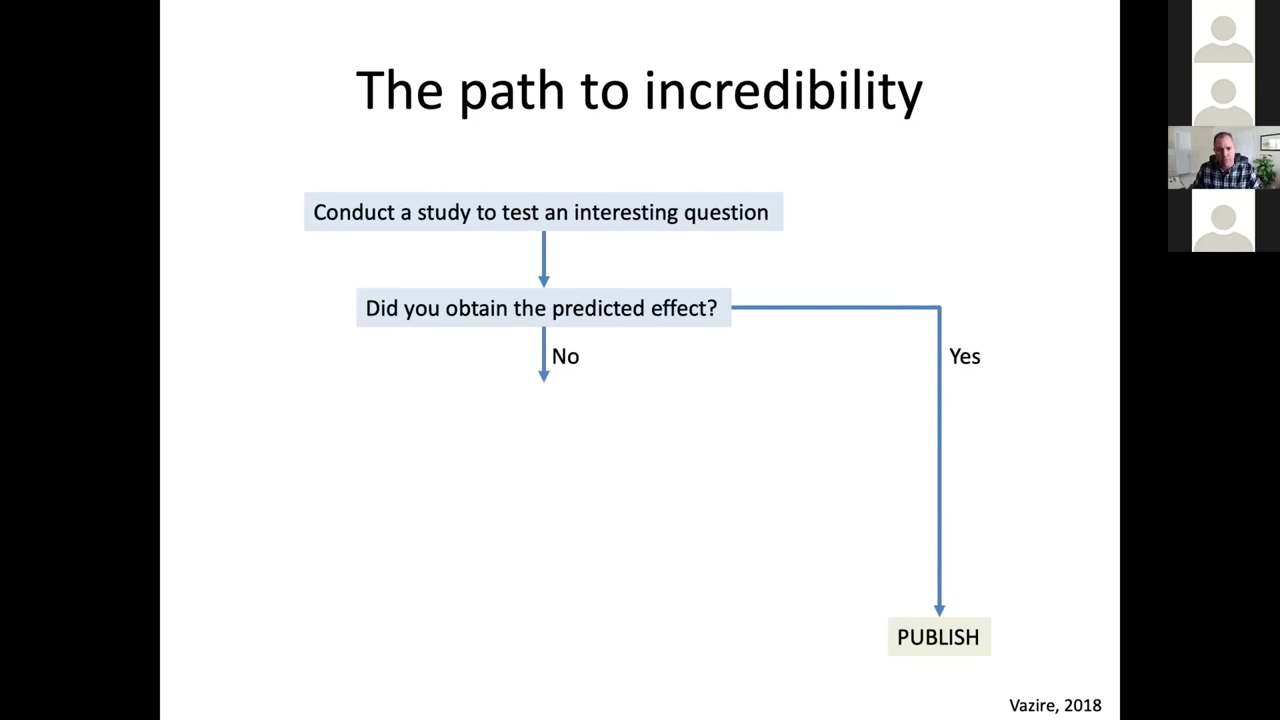 The path to incredibility
Conduct a study to test an interesting question
Did you obtain the predicted effect?
No
Yes
PUBLISH
Vazire, 2018